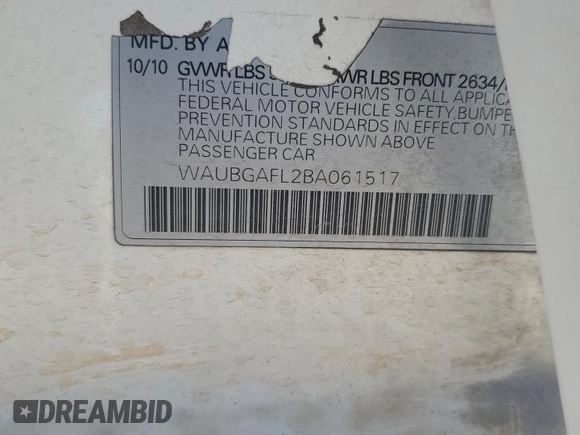 MFD. BY A
10/10 GVWR LBS WR LBS FRONT 2634/
THIS VEHICLE CONFORMS TO ALL APPLICA
FEDERAL MOTOR VEHICLE SAFETY,BUMPE
PREVENTION STANDARDS IN EFFECT ON TH
MANUFACTURE SHOWN ABOVE
PASSENGER CAR
WAUBGAFL2BA061517
DREAMBID